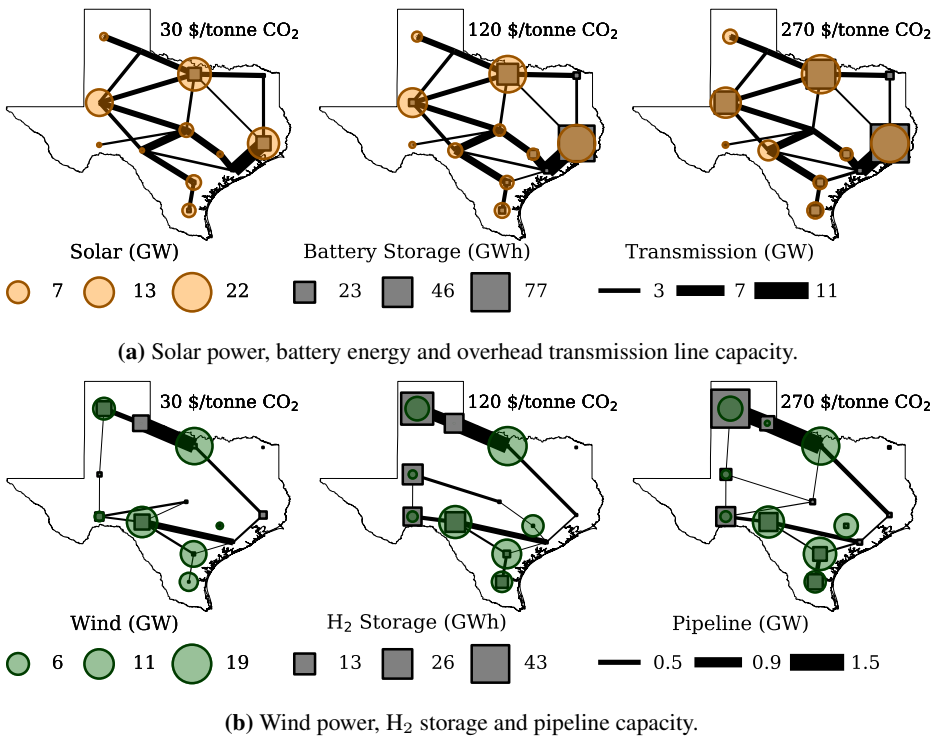 30 $/tonne CO₂ 120 $/tonne CO₂ 270 $/tonne CO₂
Solar (GW) Battery Storage (GWh) Transmission (GW)
7 13 22 23 46 77 3 7 11
(a) Solar power, battery energy and overhead transmission line capacity.
30 $/tonne CO₂ 120 $/tonne CO₂ 270 $/tonne CO₂
Wind (GW) H₂ Storage (GWh) Pipeline (GW)
6 11 19 13 26 43 0.5 0.9 1.5
(b) Wind power, H₂ storage and pipeline capacity.